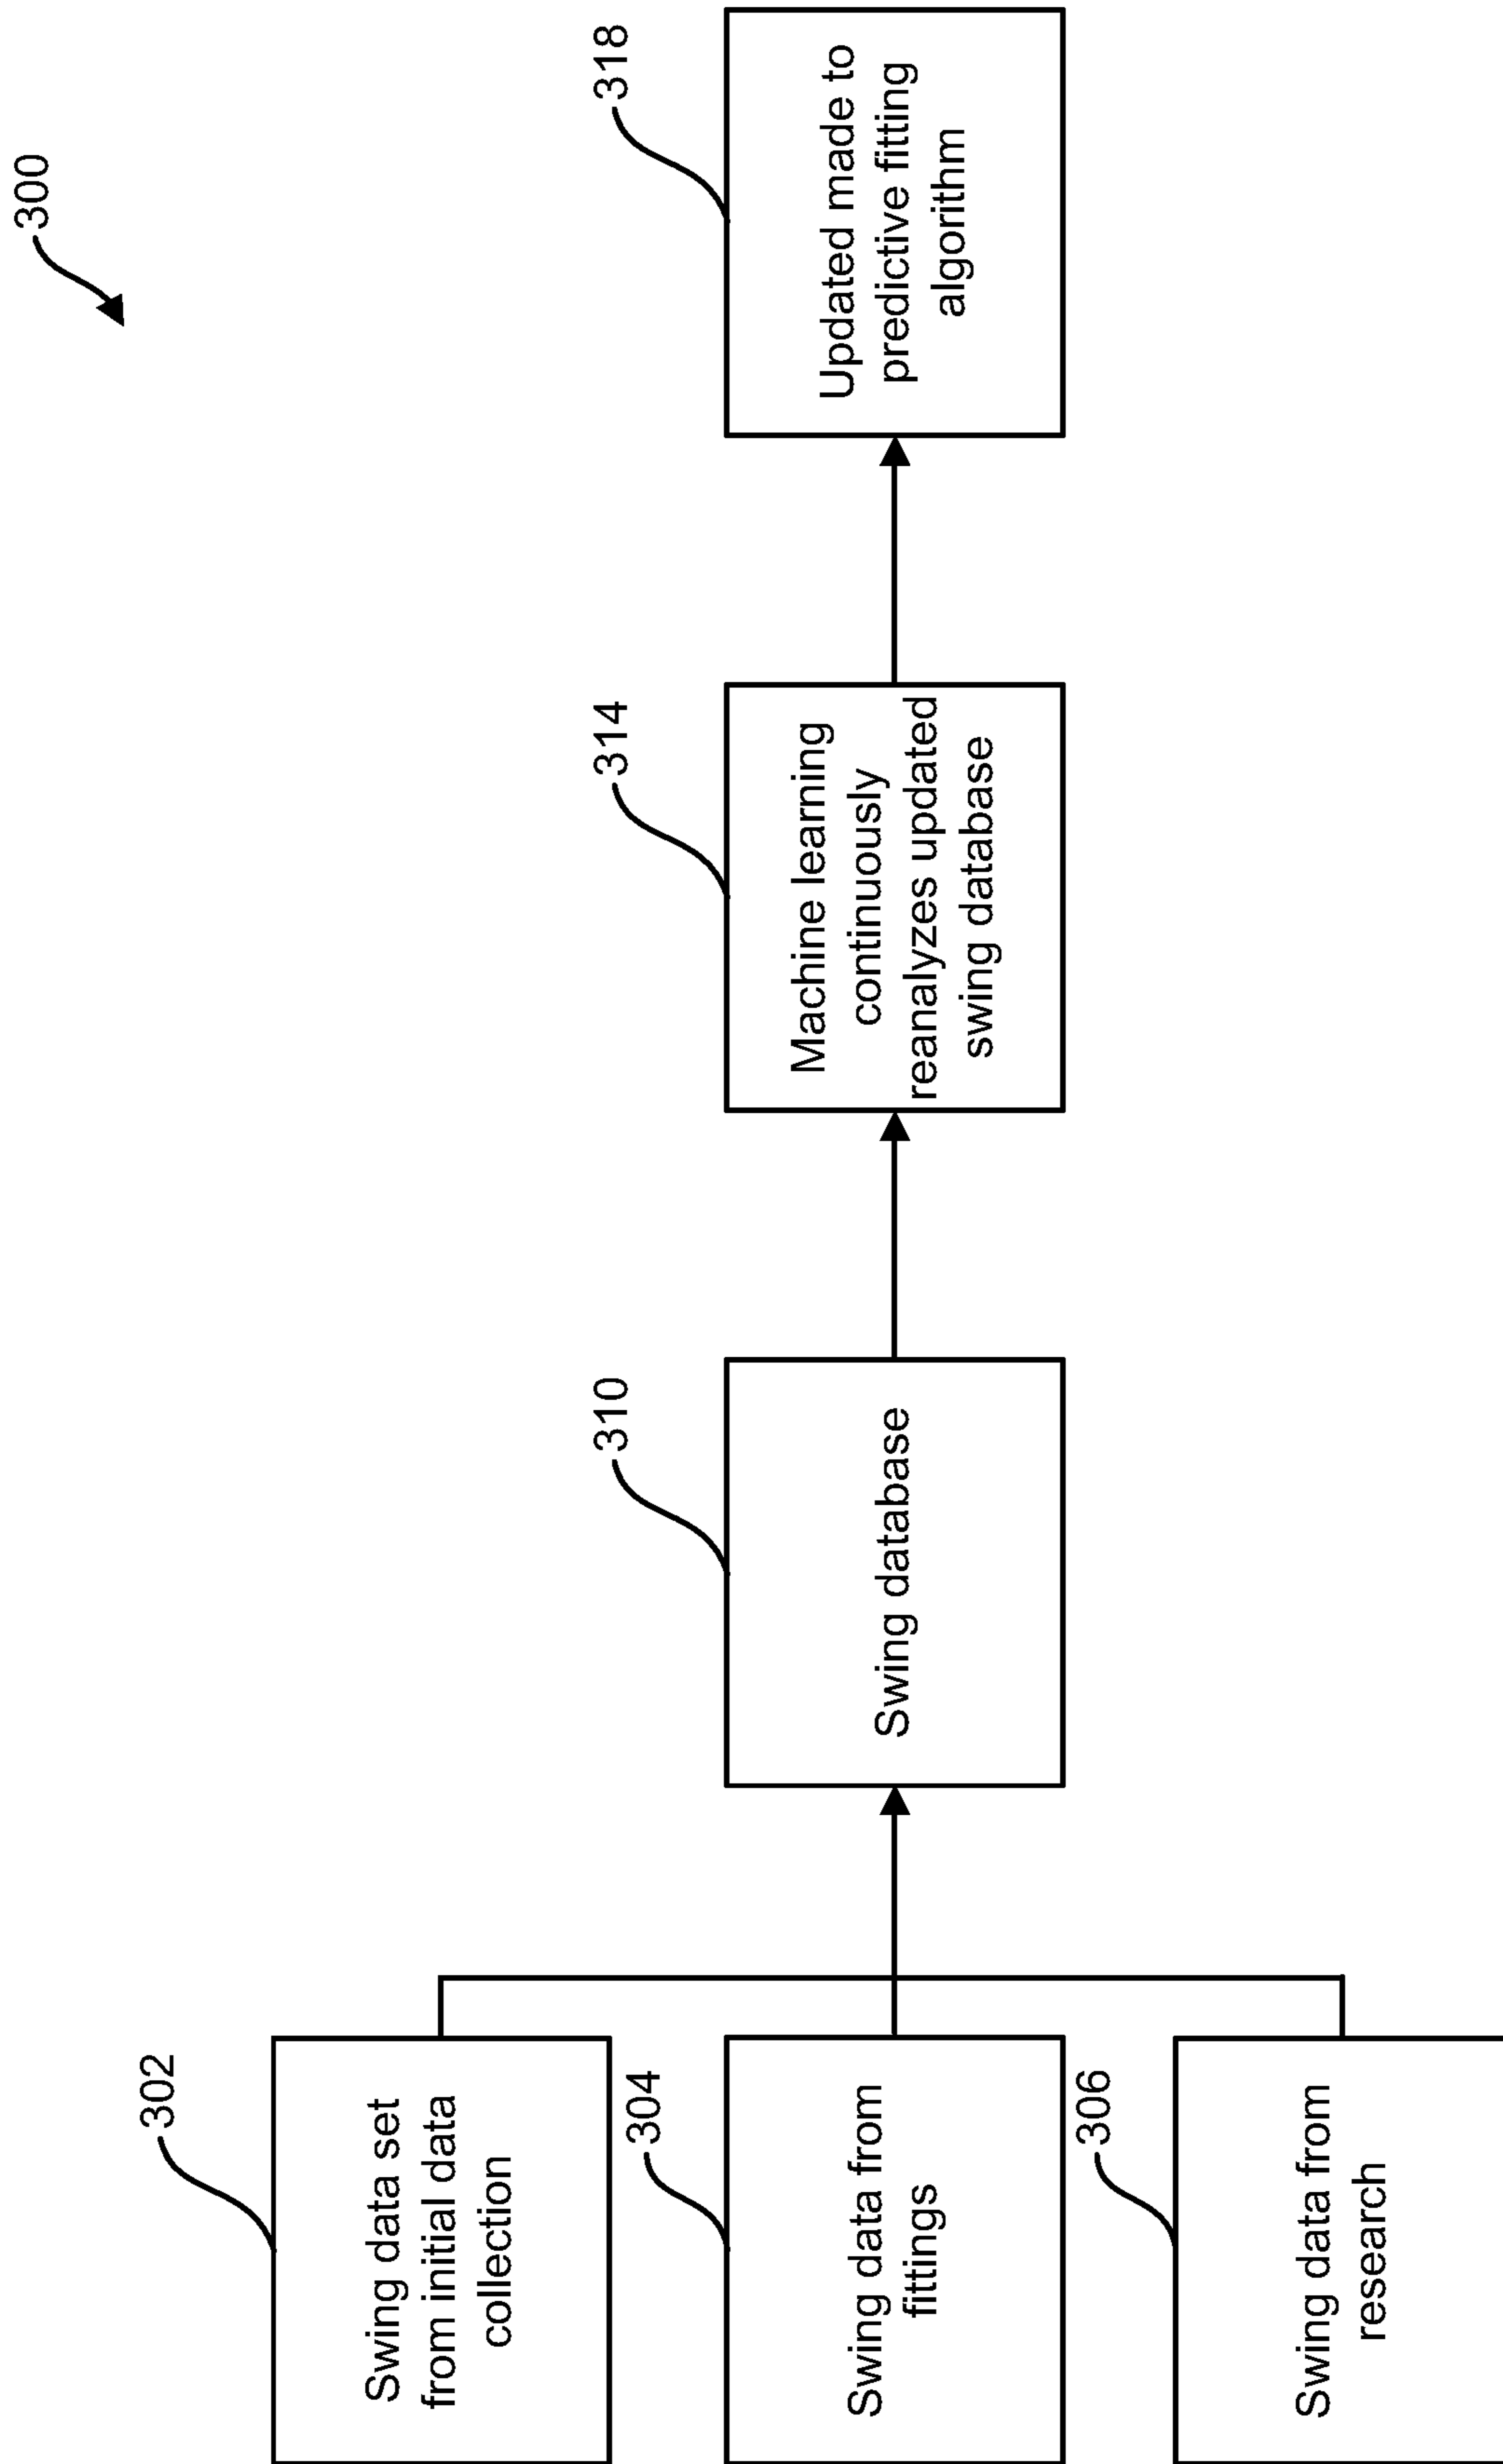 300
302
Swing data set
from initial data
collection
304
Swing data from
fittings
306
Swing data from
research
310
Swing database
314
Machine learning
continuously
reanalyzes updated
swing database
318
Updated made to
predictive fitting
algorithm